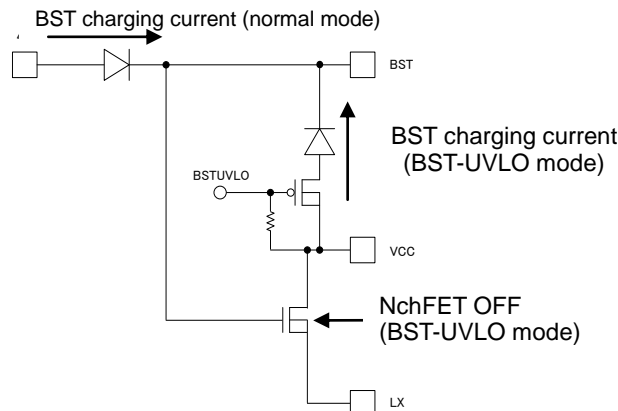 BST charging current (normal mode)
BST
BST charging current
(BST-UVLO mode)
BSTUVLO
VCC
NchFET OFF
(BST-UVLO mode)
LX